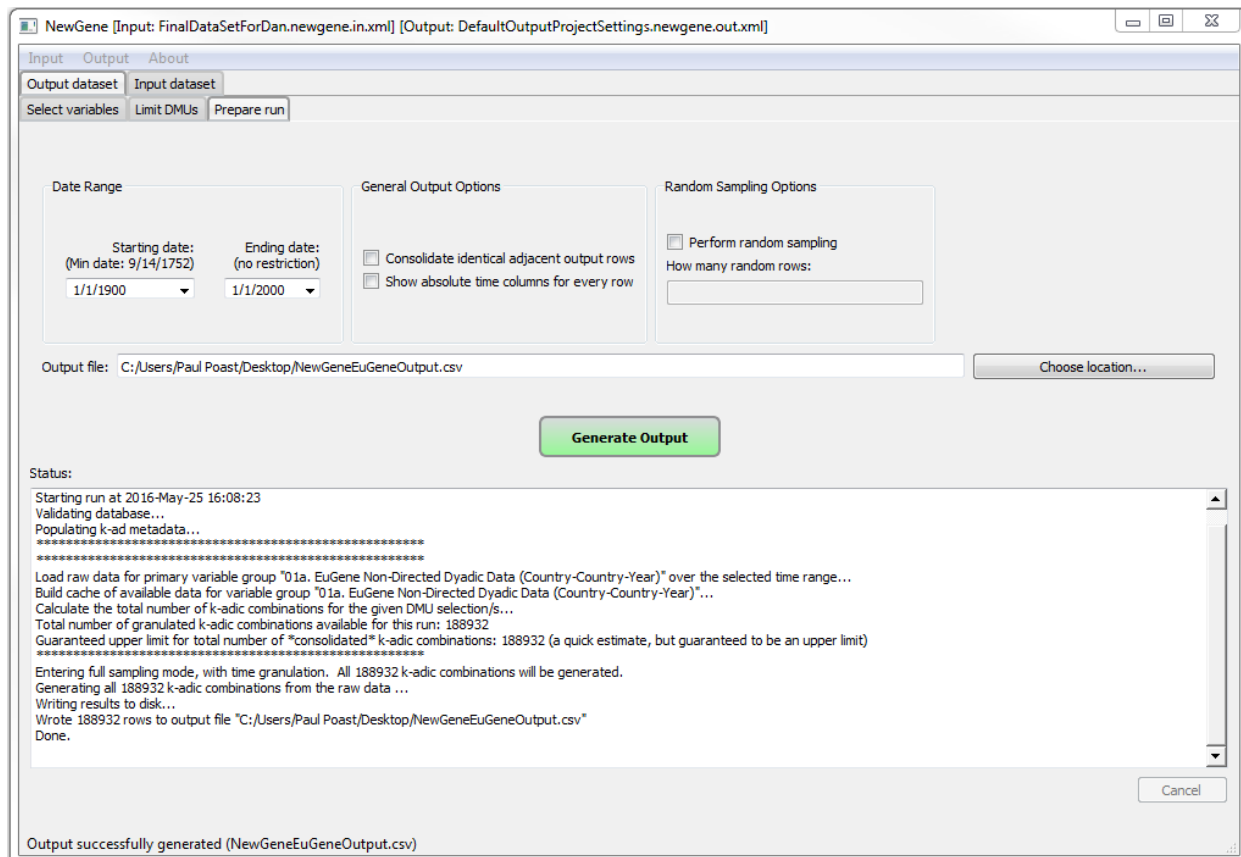 NewGene [Input: FinalDataSetForDan.newgene.in.xml] [Output: DefaultOutputProjectSettings.newgene.out.xml]
Input Output About
Output dataset Input dataset
Select variables Limit DMUs Prepare run
Date Range General Output Options Random Sampling Options
Starting date: Ending date: Perform random sampling
(Min date: 9/14/1752) (no restriction) Consolidate identical adjacent output rows How many random rows:
1/1/1900 1/1/2000 Show absolute time columns for every row
Output file: C:/Users/Paul Poast/Desktop/NewGeneEuGeneOutput.csv Choose location...
Generate Output
Status:
Starting run at 2016-May-25 16:08:23
Validating database...
Populating k-ad metadata...
*****************************************************
*****************************************************
Load raw data for primary variable group "01a. EuGene Non-Directed Dyadic Data (Country-Country-Year)" over the selected time range...
Build cache of available data for variable group "01a. EuGene Non-Directed Dyadic Data (Country-Country-Year)"...
Calculate the total number of k-adic combinations for the given DMU selection/s...
Total number of granulated k-adic combinations available for this run: 188932
Guaranteed upper limit for total number of *consolidated* k-adic combinations: 188932 (a quick estimate, but guaranteed to be an upper limit)
*****************************************************
Entering full sampling mode, with time granulation.  All 188932 k-adic combinations will be generated.
Generating all 188932 k-adic combinations from the raw data ...
Writing results to disk...
Wrote 188932 rows to output file "C:/Users/Paul Poast/Desktop/NewGeneEuGeneOutput.csv"
Done.
Cancel
Output successfully generated (NewGeneEuGeneOutput.csv)